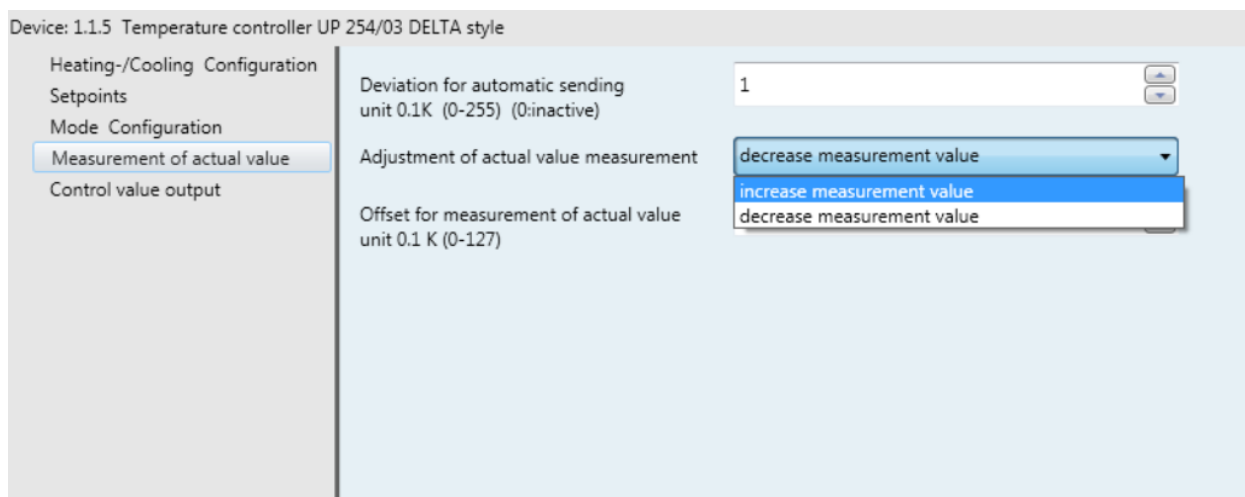 Device: 1.1.5  Temperature controller UP 254/03 DELTA style
Heating-/Cooling  Configuration
Setpoints
Mode  Configuration
Measurement of actual value
Control value output
Deviation for automatic sending
unit 0.1K  (0-255)  (0:inactive)
1
Adjustment of actual value measurement
decrease measurement value
increase measurement value
decrease measurement value
Offset for measurement of actual value
unit 0.1 K (0-127)